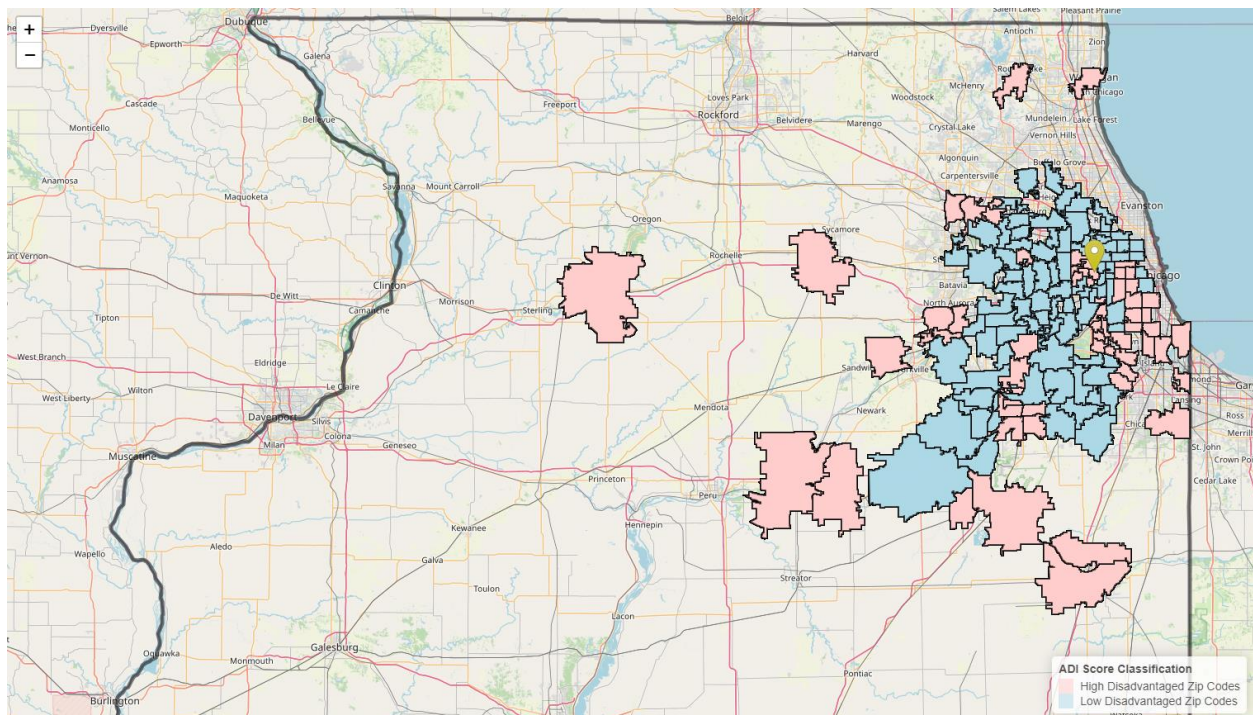 +
−
Dubuque
Dyersville
Epworth
Galena
Cascade
Monticello
Bellevue
Anamosa
Maquoketa
Savanna
Mount Carroll
Freeport
Beloit
Loves Park
Rockford
Belvidere
Marengo
Harvard
Woodstock
McHenry
Crystal Lake
Salem Lakes
Antioch
Pleasant Prairie
Zion
Lake Forest
Mundelein
Vernon Hills
Algonquin
Carpentersville
Buffalo Grove
Evanston
Oregon
Sycamore
Rochelle
Batavia
North Aurora
Clinton
De Witt
Camanche
Morrison
Sterling
Tipton
West Branch
Wilton
West Liberty
Eldridge
Le Claire
Davenport
Silvis
Milan
Colona
Geneseo
Muscatine
Mendota
Newark
Princeton
Peru
Hennepin
Kewanee
Wapello
Aledo
Galva
Toulon
Lacon
Streator
Galesburg
Oquawka
Monmouth
Burlington
Pontiac
Lansing
Ross
St. John
Crown Po
Cedar Lake
ADI Score Classification
High Disadvantaged Zip Codes
Low Disadvantaged Zip Codes